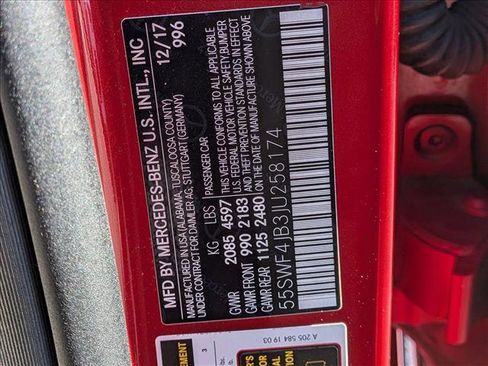 MFD BY MERCEDES-BENZ U.S. INTL., INC
MANUFACTURED IN USA (ALABAMA, TUSCALOOSA COUNTY)
UNDER CONTRACT FOR DAIMLER AG, STUTTGART (GERMANY)
12/17
996
KG LBS
GVWR 2085 4597
GAWR FRONT 990 2183
GAWR REAR 1125 2480
PASSENGER CAR
THIS VEHICLE CONFORMS TO ALL APPLICABLE
U.S. FEDERAL MOTOR VEHICLE SAFETY, BUMPER
AND THEFT PREVENTION STANDARDS IN EFFECT
ON THE DATE OF MANUFACTURE SHOWN ABOVE
55SWF4JB3JU258174
A 205 584 19 03